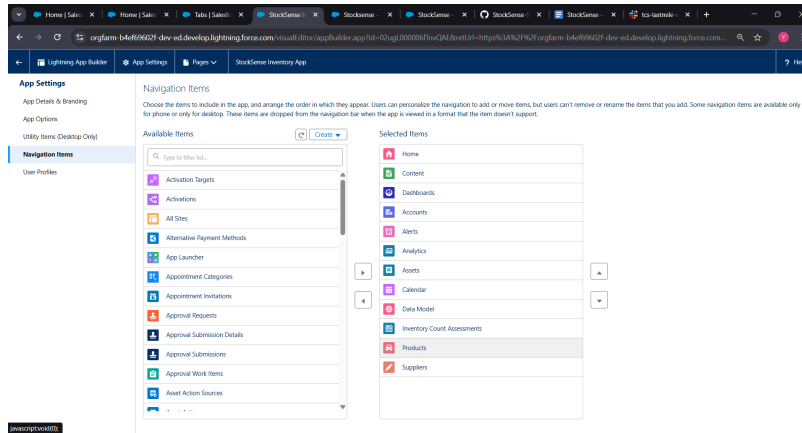 Home | Sales
Home | Sales
Tabs | Salesfo
StockSense
Stocksense -
StockSense -
StockSense-
StockSense -
tcs-lastmile-
orgfarm-b4ef69602f-dev-ed.develop.lightning.force.com/visualEditor/appBuilder.app?id=02ugL000006ITnvQAE&retUrl=https%3A%2F%2Forgfarm-b4ef69602f-dev-ed.develop.lightning.force.com...
Lightning App Builder
App Settings
Pages
StockSense Inventory App
? He
App Settings
App Details & Branding
App Options
Utility Items (Desktop Only)
Navigation Items
User Profiles
Navigation Items
Choose the items to include in the app, and arrange the order in which they appear. Users can personalize the navigation to add or move items, but users can't remove or rename the items that you add. Some navigation items are available only
for phone or only for desktop. These items are dropped from the navigation bar when the app is viewed in a format that the item doesn't support.
Available Items
Create
Type to filter list...
Activation Targets
Activations
All Sites
Alternative Payment Methods
App Launcher
Appointment Categories
Appointment Invitations
Approval Requests
Approval Submission Details
Approval Submissions
Approval Work Items
Asset Action Sources
Selected Items
Home
Content
Dashboards
Accounts
Alerts
Analytics
Assets
Calendar
Data Model
Inventory Count Assessments
Products
Suppliers
javascript:void(0);